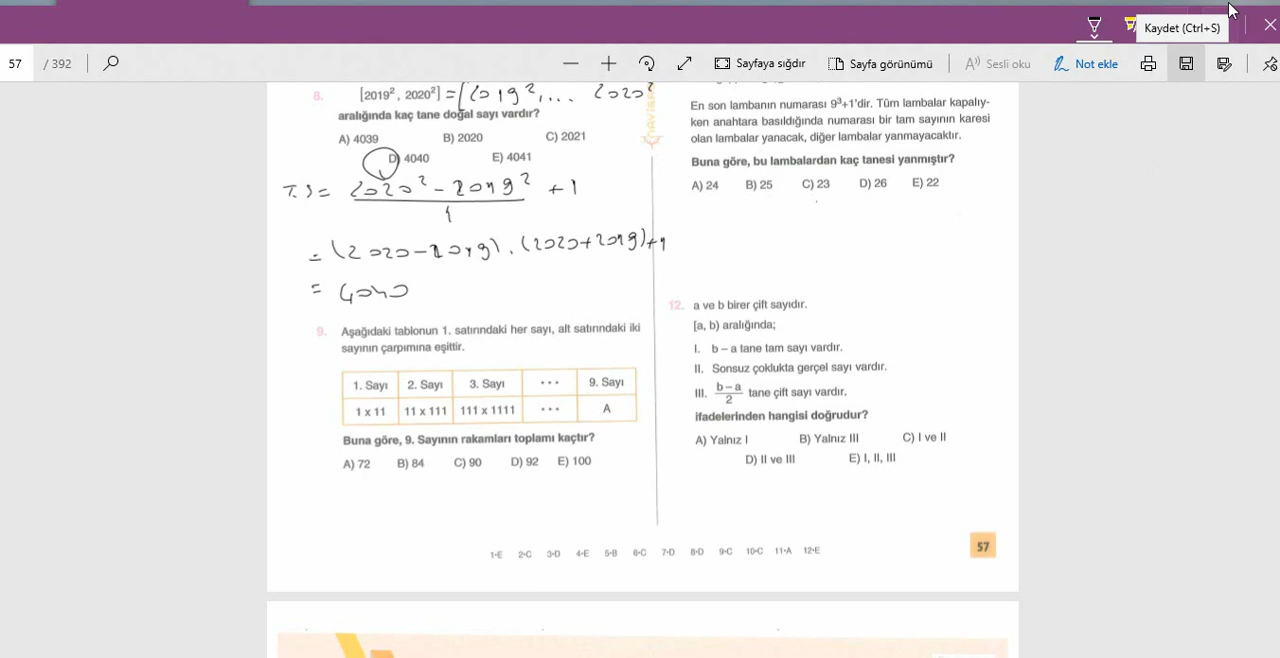 Kaydet (Ctrl+S)
57 / 392
Sayfaya sığdır
Sayfa görünümü
Sesli oku
Not ekle
8. [2019², 2020²] = [2019², ... 2020²
aralığında kaç tane doğal sayı vardır?
A) 4039 B) 2020 C) 2021
D) 4040 E) 4041
T.S = 2020² - 2019² / 1 + 1
= (2020-2019).(2020+2019)+1
= 4040
9. Aşağıdaki tablonun 1. satırındaki her sayı, alt satırındaki iki
sayının çarpımına eşittir.
1. Sayı 2. Sayı 3. Sayı ... 9. Sayı
1 x 11 11 x 111 111 x 1111 ... A
Buna göre, 9. Sayının rakamları toplamı kaçtır?
A) 72 B) 84 C) 90 D) 92 E) 100
En son lambanın numarası 9³+1'dir. Tüm lambalar kapalıy-
ken anahtara basıldığında numarası bir tam sayının karesi
olan lambalar yanacak, diğer lambalar yanmayacaktır.
Buna göre, bu lambalardan kaç tanesi yanmıştır?
A) 24 B) 25 C) 23 D) 26 E) 22
12. a ve b birer çift sayıdır.
[a, b) aralığında;
I. b – a tane tam sayı vardır.
II. Sonsuz çoklukta gerçel sayı vardır.
III. b – a / 2 tane çift sayı vardır.
ifadelerinden hangisi doğrudur?
A) Yalnız I B) Yalnız III C) I ve II
D) II ve III E) I, II, III
1-E 2-C 3-D 4-E 5-B 6-C 7-D 8-D 9-C 10-C 11-A 12-E
57